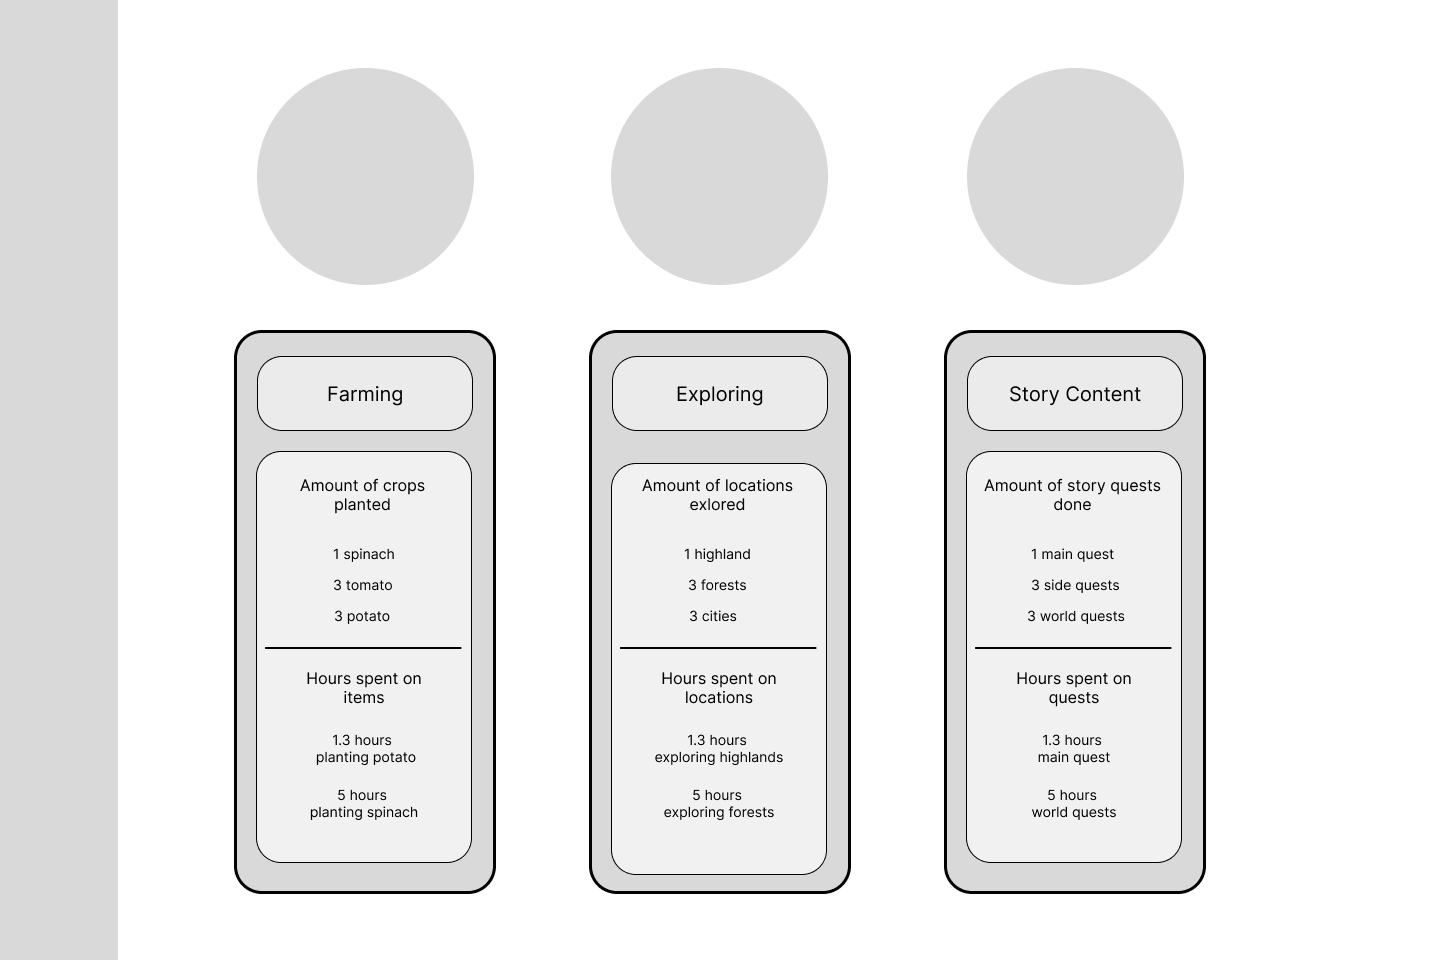 Farming
Amount of crops
planted
1 spinach
3 tomato
3 potato
Hours spent on
items
1.3 hours
planting potato
5 hours
planting spinach
Exploring
Amount of locations
exlored
1 highland
3 forests
3 cities
Hours spent on
locations
1.3 hours
exploring highlands
5 hours
exploring forests
Story Content
Amount of story quests
done
1 main quest
3 side quests
3 world quests
Hours spent on
quests
1.3 hours
main quest
5 hours
world quests